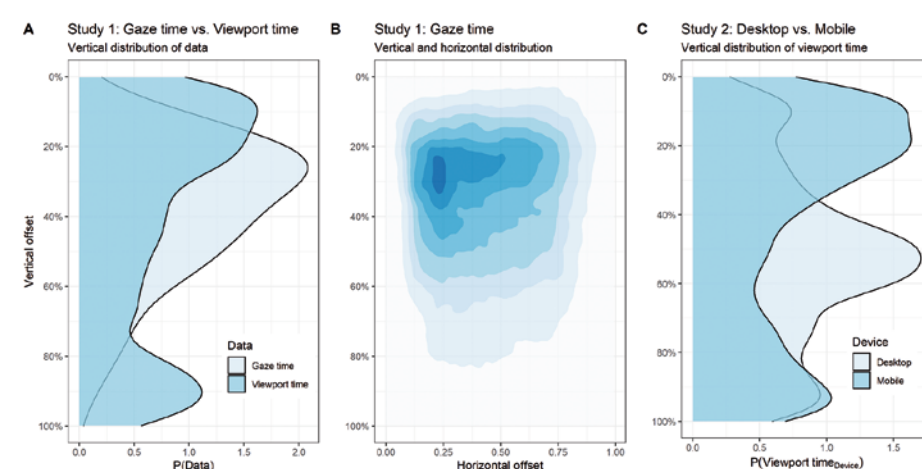 A Study 1: Gaze time vs. Viewport time
Vertical distribution of data
Vertical offset
0%
20%
40%
60%
80%
100%
Data
Gaze time
Viewport time
0.0 0.5 1.0 1.5 2.0
P(Data)
B Study 1: Gaze time
Vertical and horizontal distribution
0%
20%
40%
60%
80%
100%
0.00 0.25 0.50 0.75 1.00
Horizontal offset
C Study 2: Desktop vs. Mobile
Vertical distribution of viewport time
0%
20%
40%
60%
80%
100%
Device
Desktop
Mobile
0.0 0.5 1.0 1.5
P(Viewport timeDevice)